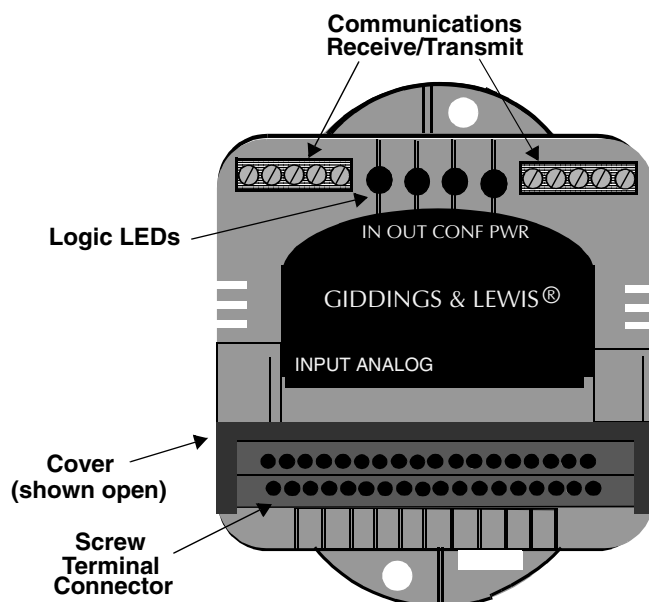 Communications
Receive/Transmit
Logic LEDs
IN OUT CONF PWR
GIDDINGS & LEWIS®
INPUT ANALOG
Cover
(shown open)
Screw
Terminal
Connector